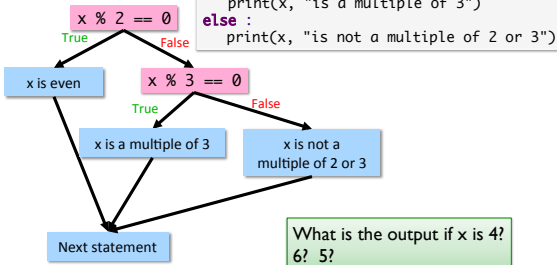 print(x, "is a multiple of 3")
else :
print(x, "is not a multiple of 2 or 3")
x % 2 == 0
True
False
x is even
x % 3 == 0
True
False
x is a multiple of 3
x is not a
multiple of 2 or 3
Next statement
What is the output if x is 4?
6? 5?